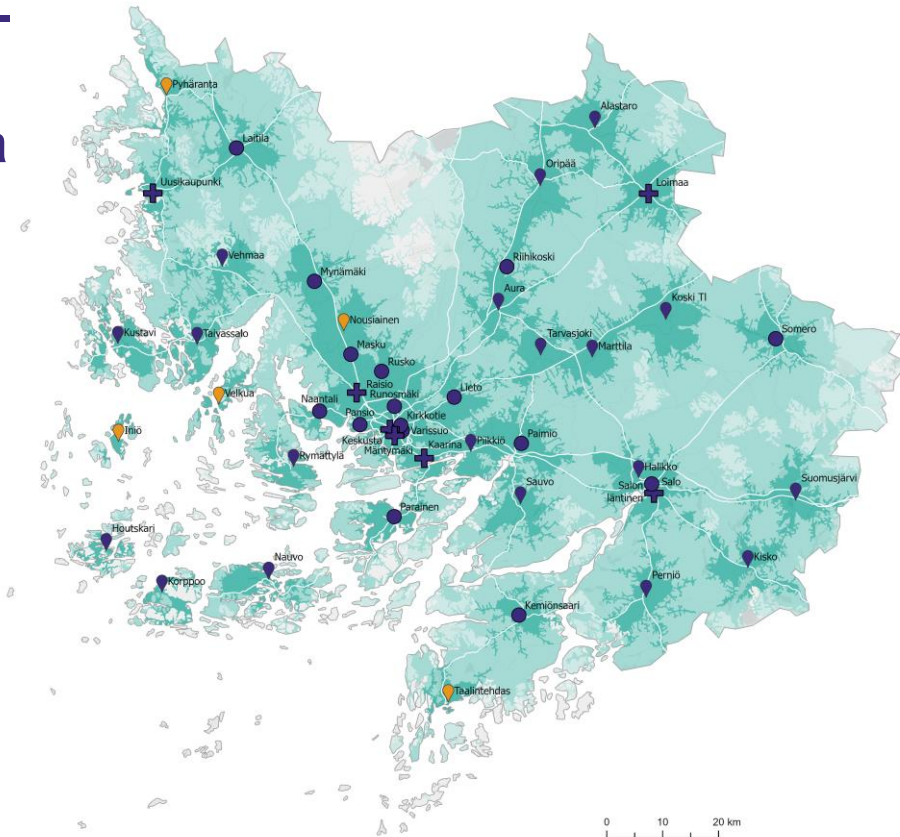 Pyhäranta
Alastaro
Laitila
Oripää
Uusikaupunki
Loimaa
Vehmaa
Riihikoski
Mynämäki
Aura
Koski Tl
Nousiainen
Kustavi
Taivassalo
Tarvasjoki
Marttila
Somero
Masku
Rusko
Raisio
Velkua
Naantali
Runosmäki
Lieto
Pansio
Kirkkotie
Iniö
Keskusta
Varissuo
Mäntymäki
Kaarina
Piikkiö
Paimio
Rymättylä
Halikko
Salo
Sauvo
Salon
läntinen
Suomusjärvi
Parainen
Houtskari
Nauvo
Korppoo
Kisko
Perniö
Kemiönsaari
Taalintehdas
0 10 20 km